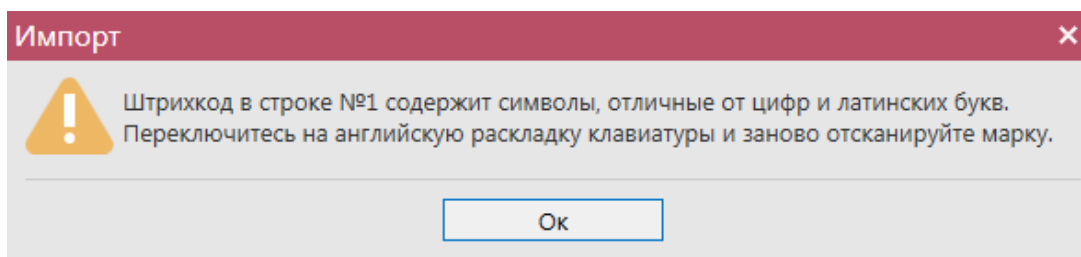 Импорт
Штрихкод в строке №1 содержит символы, отличные от цифр и латинских букв.
Переключитесь на английскую раскладку клавиатуры и заново отсканируйте марку.
Ок